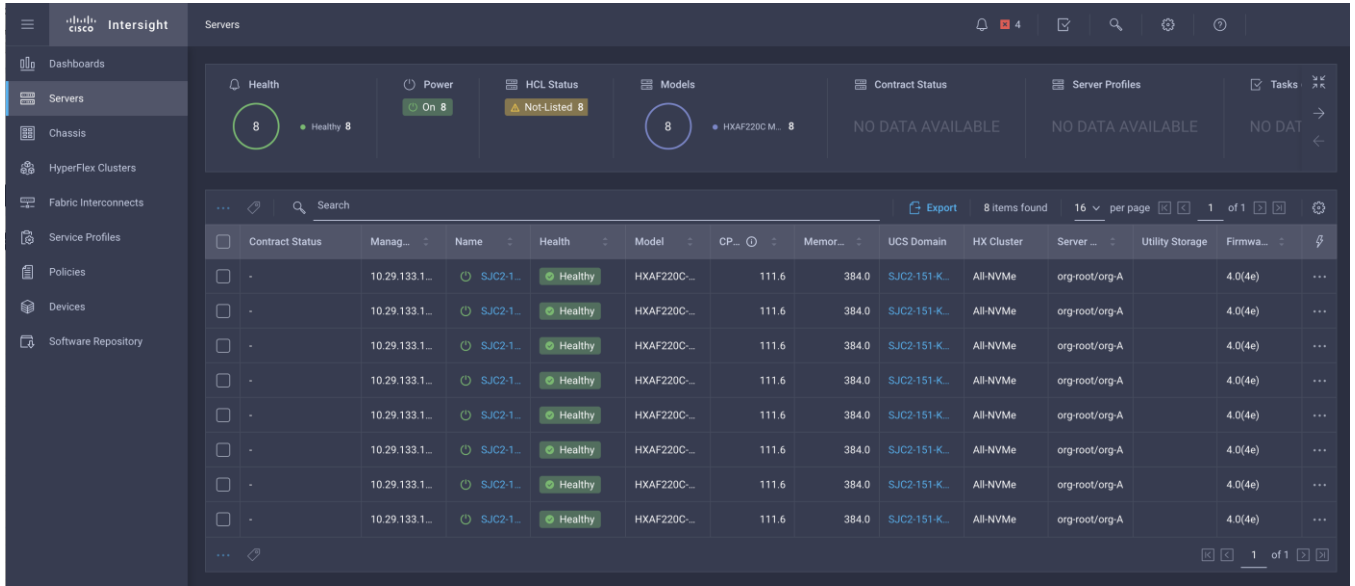 cisco Intersight
Servers
4
Dashboards
Servers
Chassis
HyperFlex Clusters
Fabric Interconnects
Service Profiles
Policies
Devices
Software Repository
Health
8
Healthy 8
Power
On 8
HCL Status
Not-Listed 8
Models
8
HXAF220C M... 8
Contract Status
NO DATA AVAILABLE
Server Profiles
NO DATA AVAILABLE
Tasks
NO DAT
Search
Export
8 items found
16 per page
1 of 1
Contract Status Manag... Name Health Model CP... Memor... UCS Domain HX Cluster Server ... Utility Storage Firmwa...
- 10.29.133.1... SJC2-1... Healthy HXAF220C-... 111.6 384.0 SJC2-151-K... All-NVMe org-root/org-A 4.0(4e) ...
- 10.29.133.1... SJC2-1... Healthy HXAF220C-... 111.6 384.0 SJC2-151-K... All-NVMe org-root/org-A 4.0(4e) ...
- 10.29.133.1... SJC2-1... Healthy HXAF220C-... 111.6 384.0 SJC2-151-K... All-NVMe org-root/org-A 4.0(4e) ...
- 10.29.133.1... SJC2-1... Healthy HXAF220C-... 111.6 384.0 SJC2-151-K... All-NVMe org-root/org-A 4.0(4e) ...
- 10.29.133.1... SJC2-1... Healthy HXAF220C-... 111.6 384.0 SJC2-151-K... All-NVMe org-root/org-A 4.0(4e) ...
- 10.29.133.1... SJC2-1... Healthy HXAF220C-... 111.6 384.0 SJC2-151-K... All-NVMe org-root/org-A 4.0(4e) ...
- 10.29.133.1... SJC2-1... Healthy HXAF220C-... 111.6 384.0 SJC2-151-K... All-NVMe org-root/org-A 4.0(4e) ...
- 10.29.133.1... SJC2-1... Healthy HXAF220C-... 111.6 384.0 SJC2-151-K... All-NVMe org-root/org-A 4.0(4e) ...
1 of 1